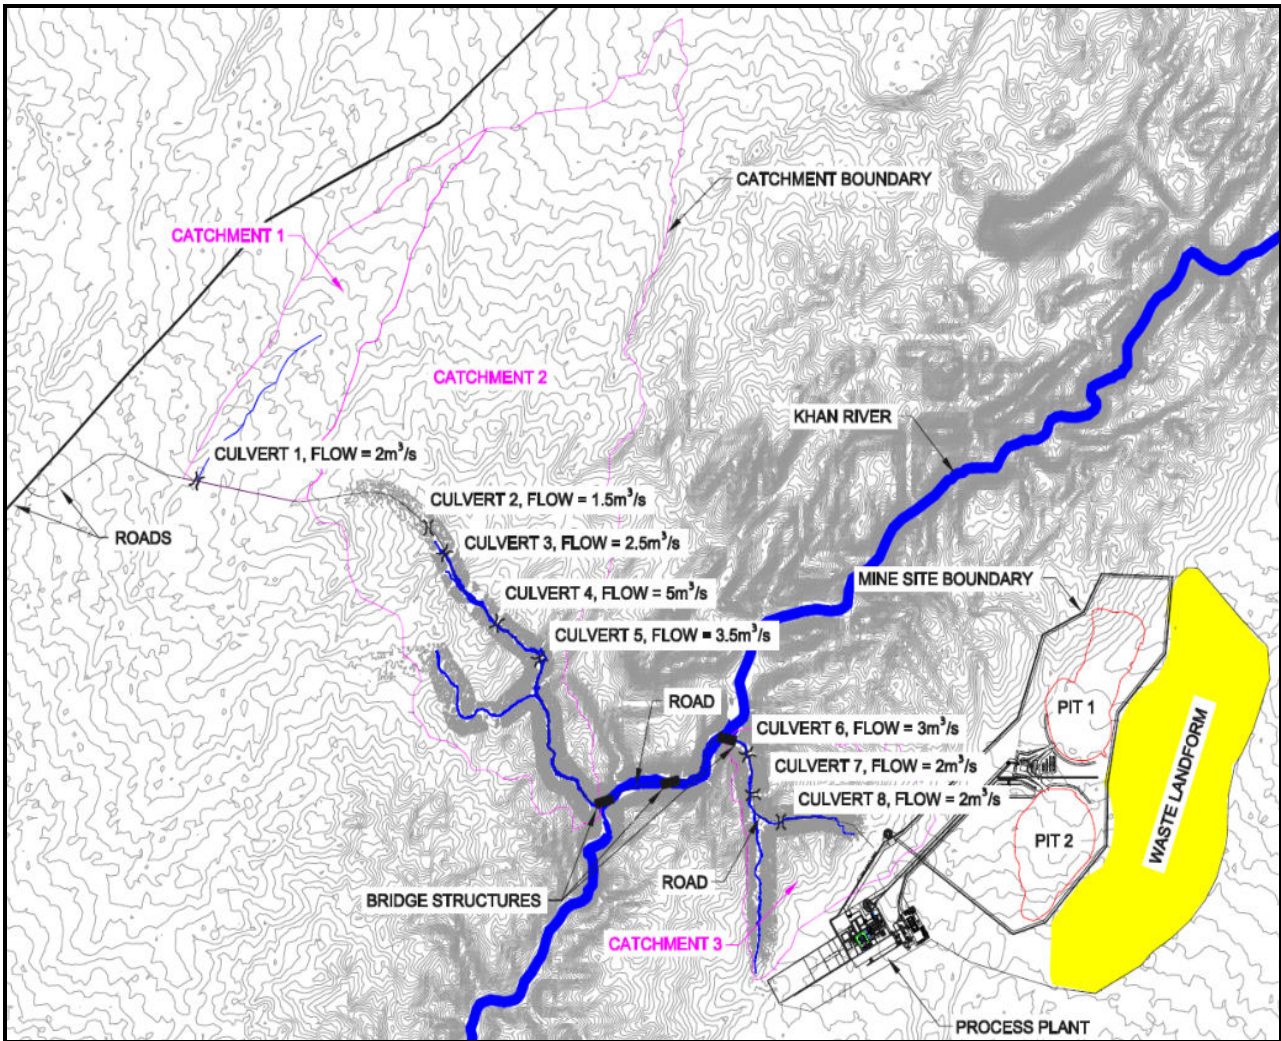 CATCHMENT BOUNDARY
CATCHMENT 1
CATCHMENT 2
KHAN RIVER
CULVERT 1, FLOW = 2m³/s
CULVERT 2, FLOW = 1.5m³/s
ROADS
CULVERT 3, FLOW = 2.5m³/s
MINE SITE BOUNDARY
CULVERT 4, FLOW = 5m³/s
CULVERT 5, FLOW = 3.5m³/s
ROAD
PIT 1
CULVERT 6, FLOW = 3m³/s
CULVERT 7, FLOW = 2m³/s
WASTE LANDFORM
CULVERT 8, FLOW = 2m³/s
PIT 2
ROAD
BRIDGE STRUCTURES
CATCHMENT 3
PROCESS PLANT